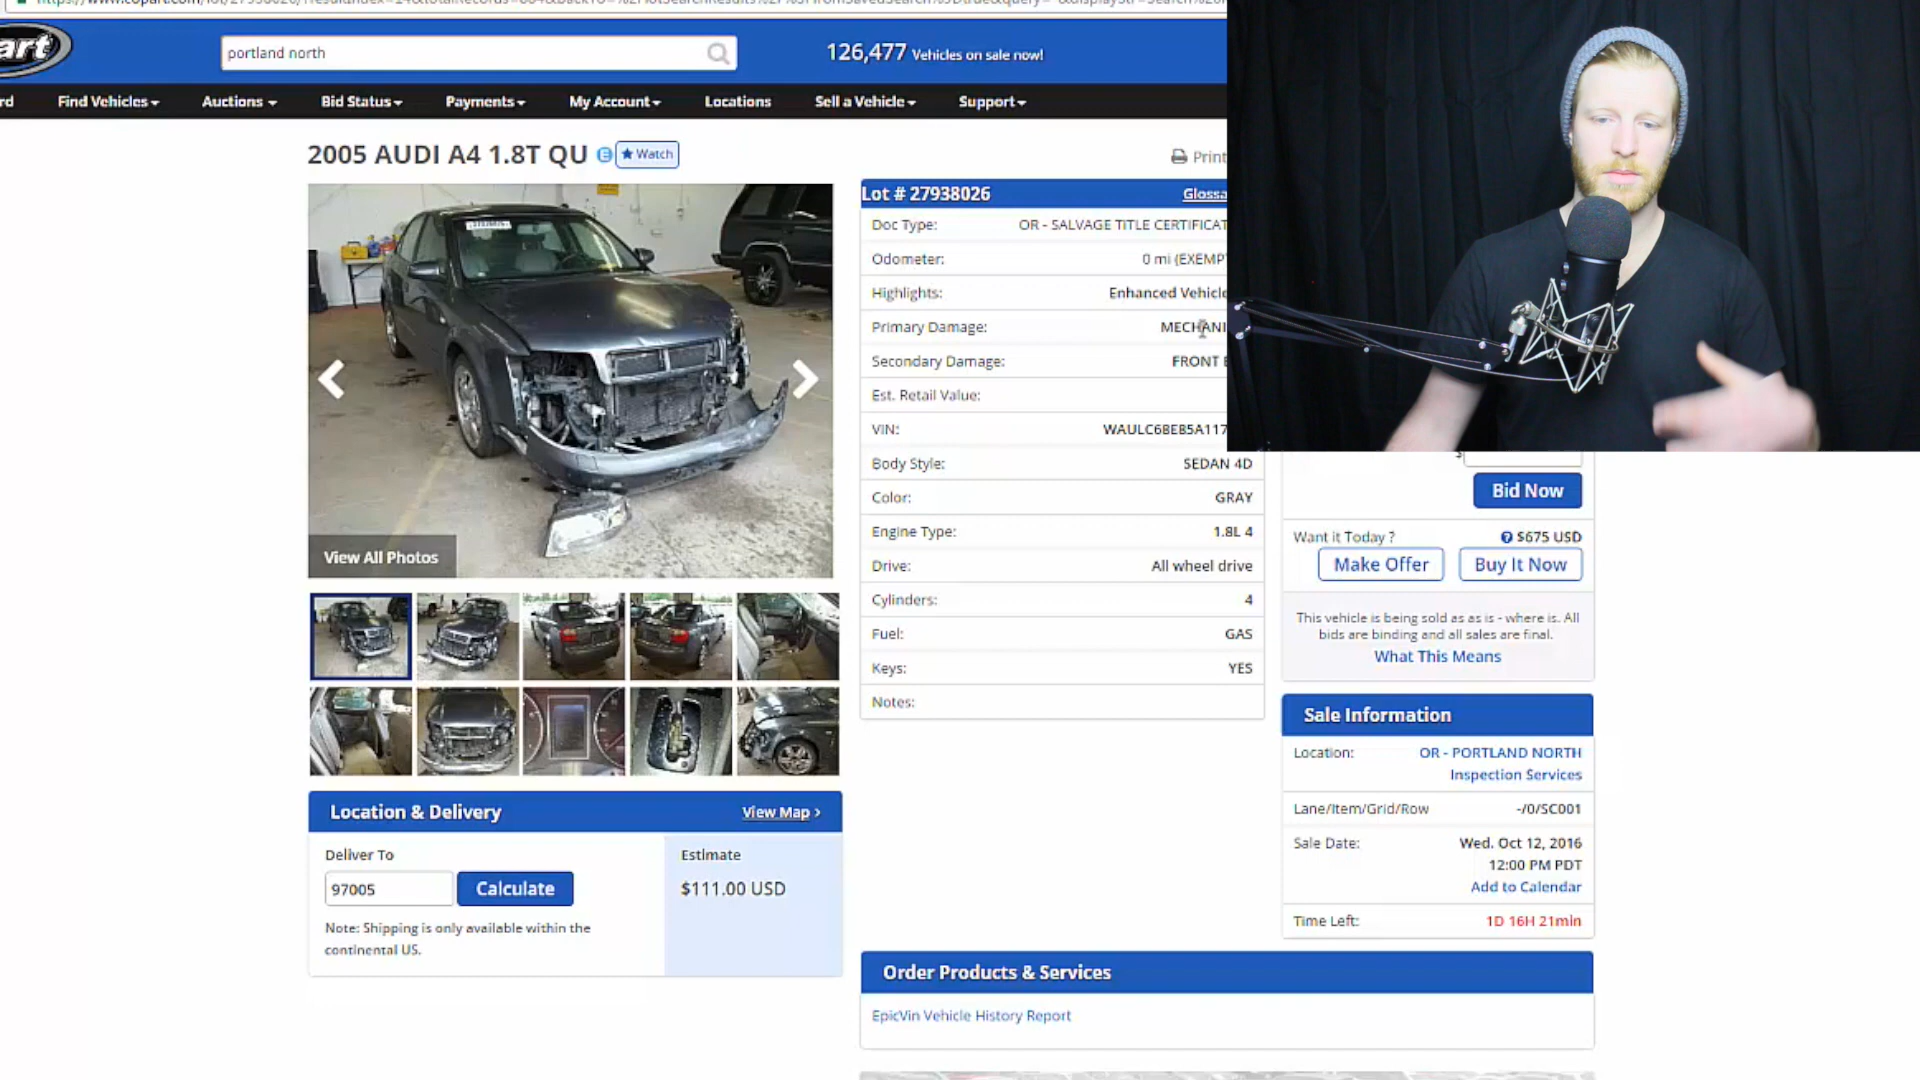 art
portland north
126,477 Vehicles on sale now!
rd Find Vehicles Auctions Bid Status Payments My Account Locations Sell a Vehicle Support
2005 AUDI A4 1.8T QU E Watch
Print
Lot # 27938026 Glossa
Doc Type: OR - SALVAGE TITLE CERTIFICAT
Odometer: 0 mi (EXEMPT
Highlights: Enhanced Vehicle
Primary Damage: MECHANI
Secondary Damage: FRONT E
Est. Retail Value:
VIN: WAULC68E85A117
Body Style: SEDAN 4D
Color: GRAY
Engine Type: 1.8L 4
Drive: All wheel drive
Cylinders: 4
Fuel: GAS
Keys: YES
Notes:
View All Photos
$
Bid Now
Want it Today ? $675 USD
Make Offer Buy It Now
This vehicle is being sold as as is - where is. All
bids are binding and all sales are final.
What This Means
Sale Information
Location: OR - PORTLAND NORTH
Inspection Services
Lane/Item/Grid/Row -/0/SC001
Sale Date: Wed. Oct 12, 2016
12:00 PM PDT
Add to Calendar
Time Left: 1D 16H 21min
Location & Delivery View Map >
Deliver To
97005 Calculate
Estimate
$111.00 USD
Note: Shipping is only available within the
continental US.
Order Products & Services
EpicVin Vehicle History Report